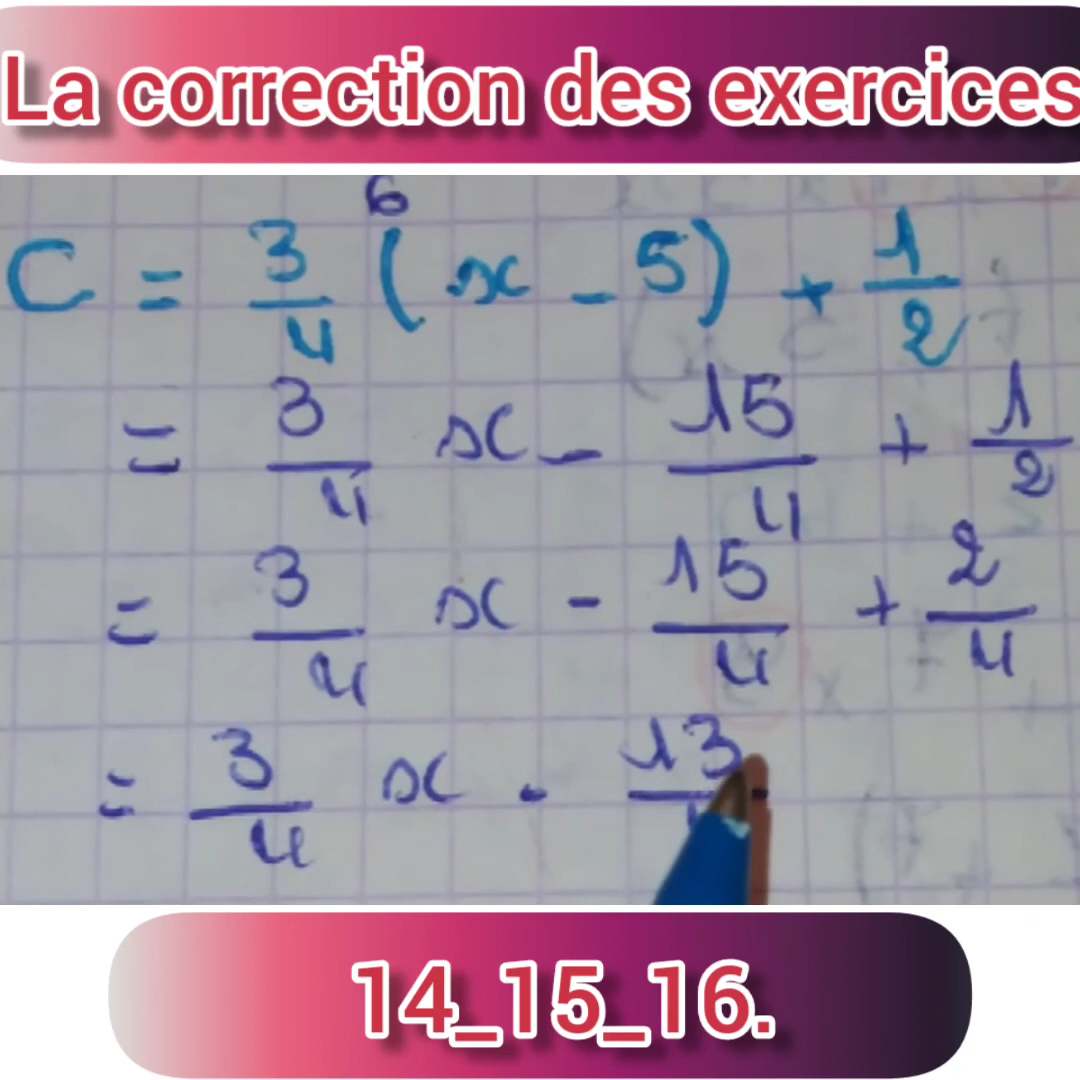 La correction des exercices
6
C = 3/4 (x - 5) + 1/2
= 3/4 x - 15/4 + 1/2
= 3/4 x - 15/4 + 2/4
= 3/4 x - 13
14_15_16.